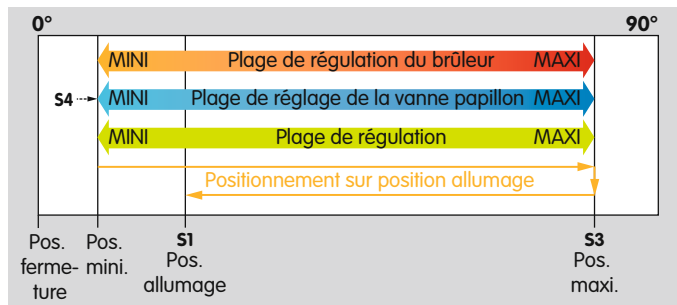 0° 90°
MINI Plage de régulation du brûleur MAXI
S4 MINI Plage de réglage de la vanne papillon MAXI
MINI Plage de régulation MAXI
Positionnement sur position allumage
Pos. Pos. S1 S3
ferme- mini. Pos. Pos.
ture allumage maxi.